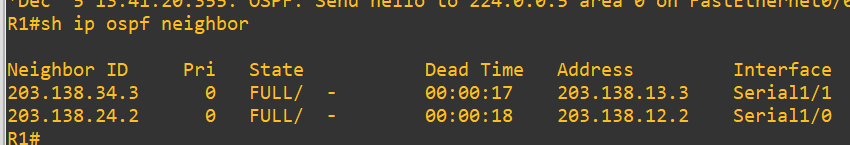 *Dec  5 13:41:20.355: OSPF: Send hello to 224.0.0.5 area 0 on FastEthernet0/0
R1#sh ip ospf neighbor
Neighbor ID     Pri   State           Dead Time   Address         Interface
203.138.34.3      0   FULL/  -        00:00:17    203.138.13.3    Serial1/1
203.138.24.2      0   FULL/  -        00:00:18    203.138.12.2    Serial1/0
R1#